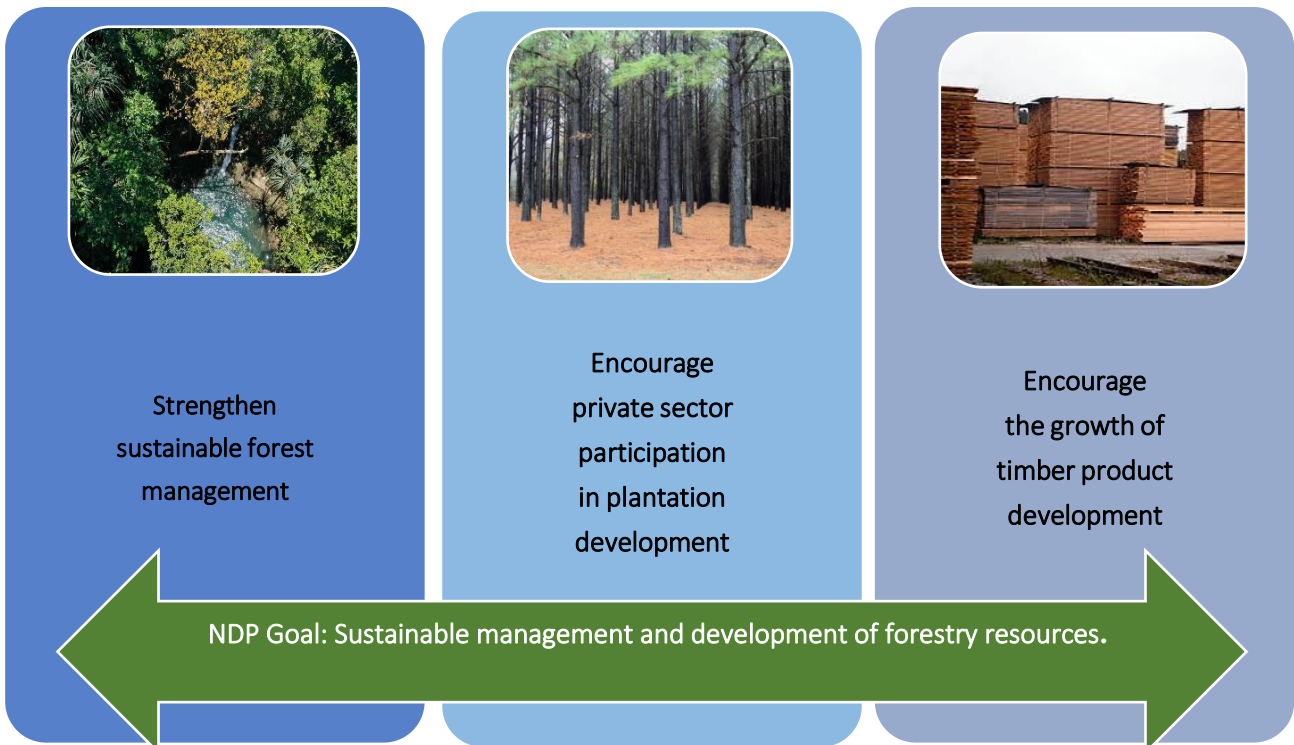 Strengthen
sustainable forest
management
Encourage
private sector
participation
in plantation
development
Encourage
the growth of
timber product
development
NDP Goal: Sustainable management and development of forestry resources.